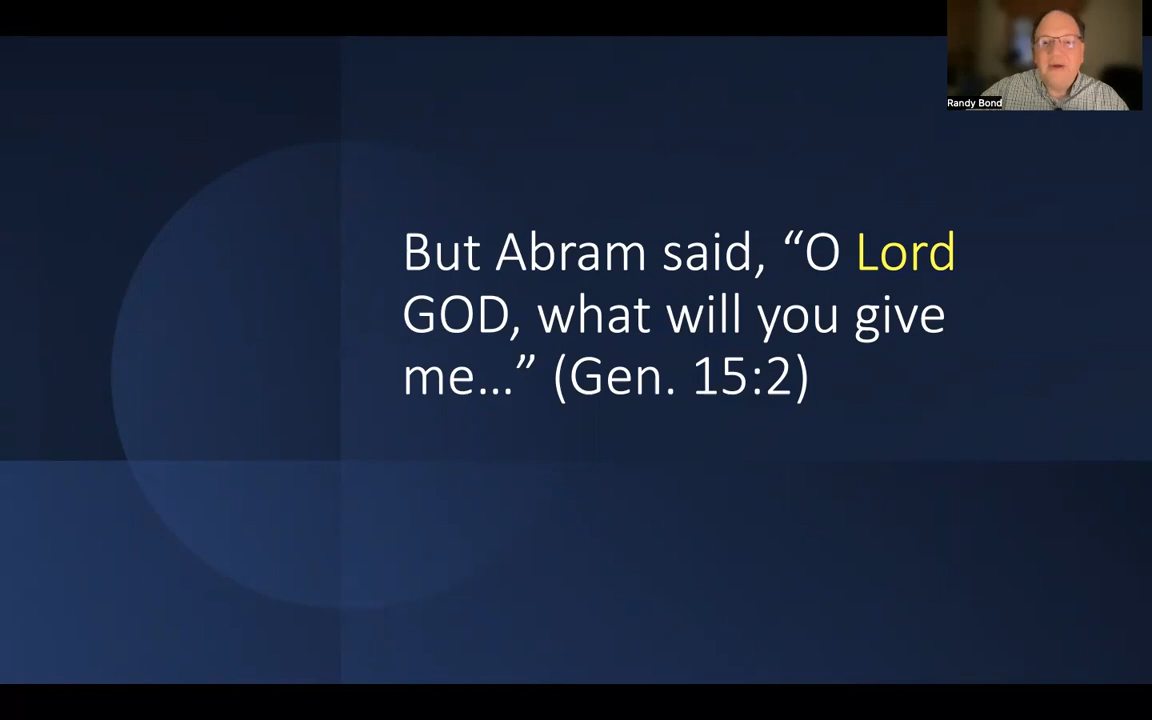 Randy Bond
But Abram said, “O Lord
GOD, what will you give
me…” (Gen. 15:2)